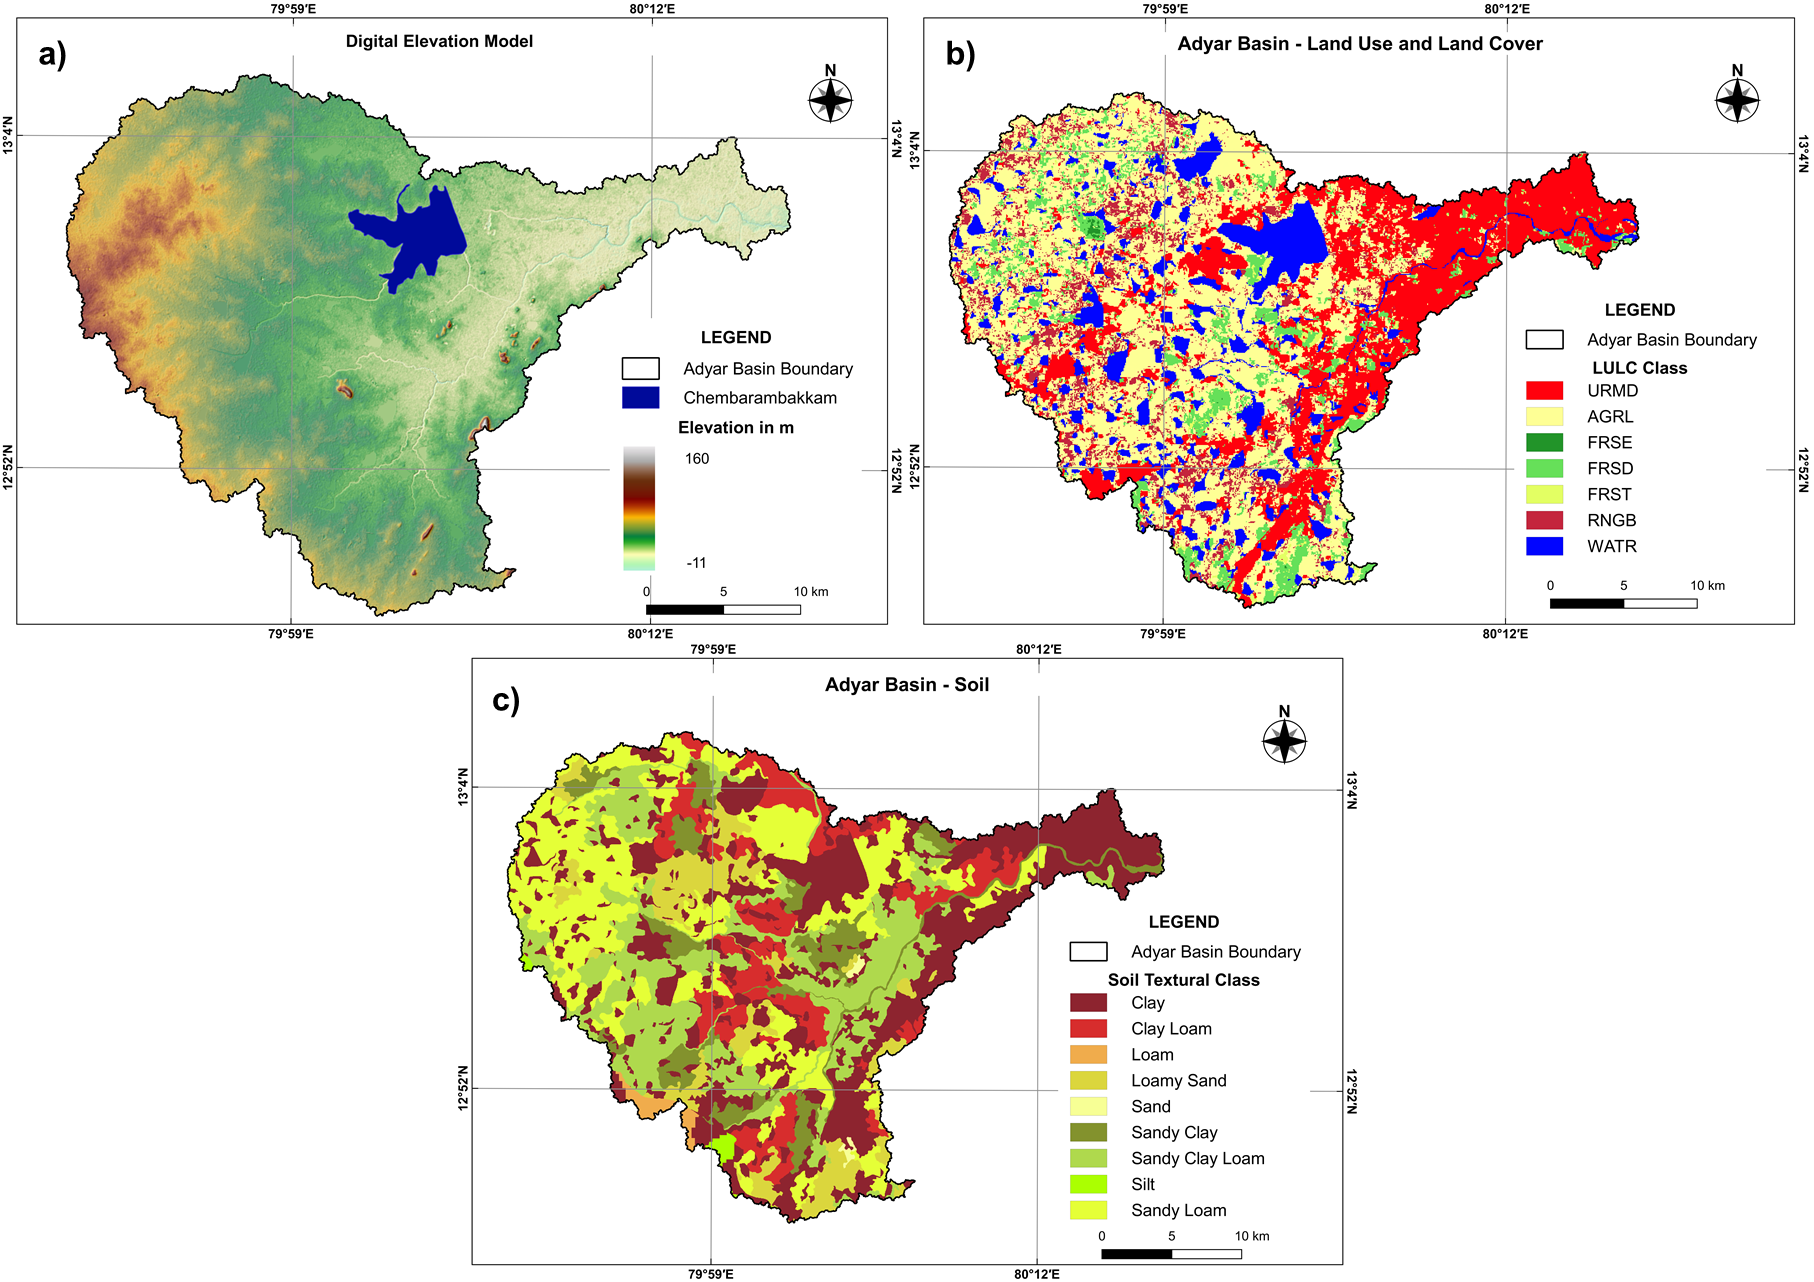 79°59'E
80°12'E
a)
Digital Elevation Model
N
13°4'N
13°4'N
LEGEND
Adyar Basin Boundary
Chembarambakkam
Elevation in m
160
-11
12°52'N
12°52'N
0 5 10 km
79°59'E
80°12'E
79°59'E
80°12'E
b)
Adyar Basin - Land Use and Land Cover
N
13°4'N
13°4'N
LEGEND
Adyar Basin Boundary
LULC Class
URMD
AGRL
FRSE
FRSD
FRST
RNGB
WATR
12°52'N
12°52'N
0 5 10 km
79°59'E
80°12'E
79°59'E
80°12'E
c)
Adyar Basin - Soil
N
13°4'N
13°4'N
LEGEND
Adyar Basin Boundary
Soil Textural Class
Clay
Clay Loam
Loam
Loamy Sand
Sand
Sandy Clay
Sandy Clay Loam
Silt
Sandy Loam
12°52'N
12°52'N
0 5 10 km
79°59'E
80°12'E